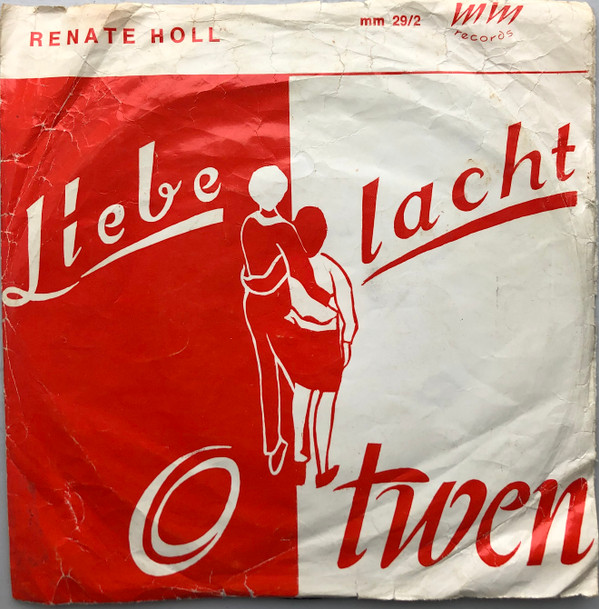 RENATE HOLL
mm 29/2
mm
records
Liebe lacht
O twen